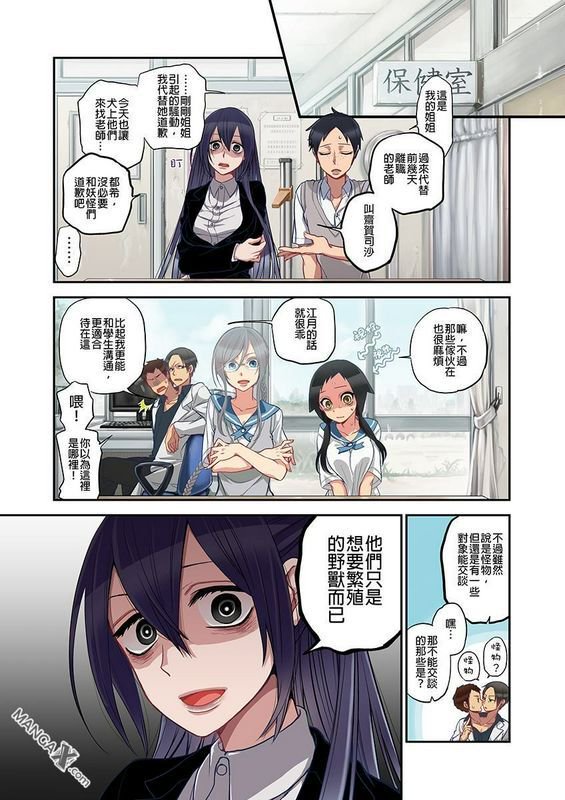 保健室
這是
我的姐姐
過來代替
前幾天
離職
的老師
叫齋賀司沙
……剛剛姐姐
引起的騷動，
我代替她道歉
盯
今天也讓
犬上他們
來找老師…
都希
沒必要
和妖怪們
道歉吧
……
嘛，不過
那些傢伙在
也很麻煩
江月的話
就很乖
比起我更能
和學生溝通，
更適合
待在這
喂！
你以為這裡
是哪裡！
不過雖然
說是怪物，
但還是有一些
對象能交談
怪物？
怪物？
嘿…
那不能交談
的那些是？
他們只是
想要繁殖
的野獸而已
MANGAX.com